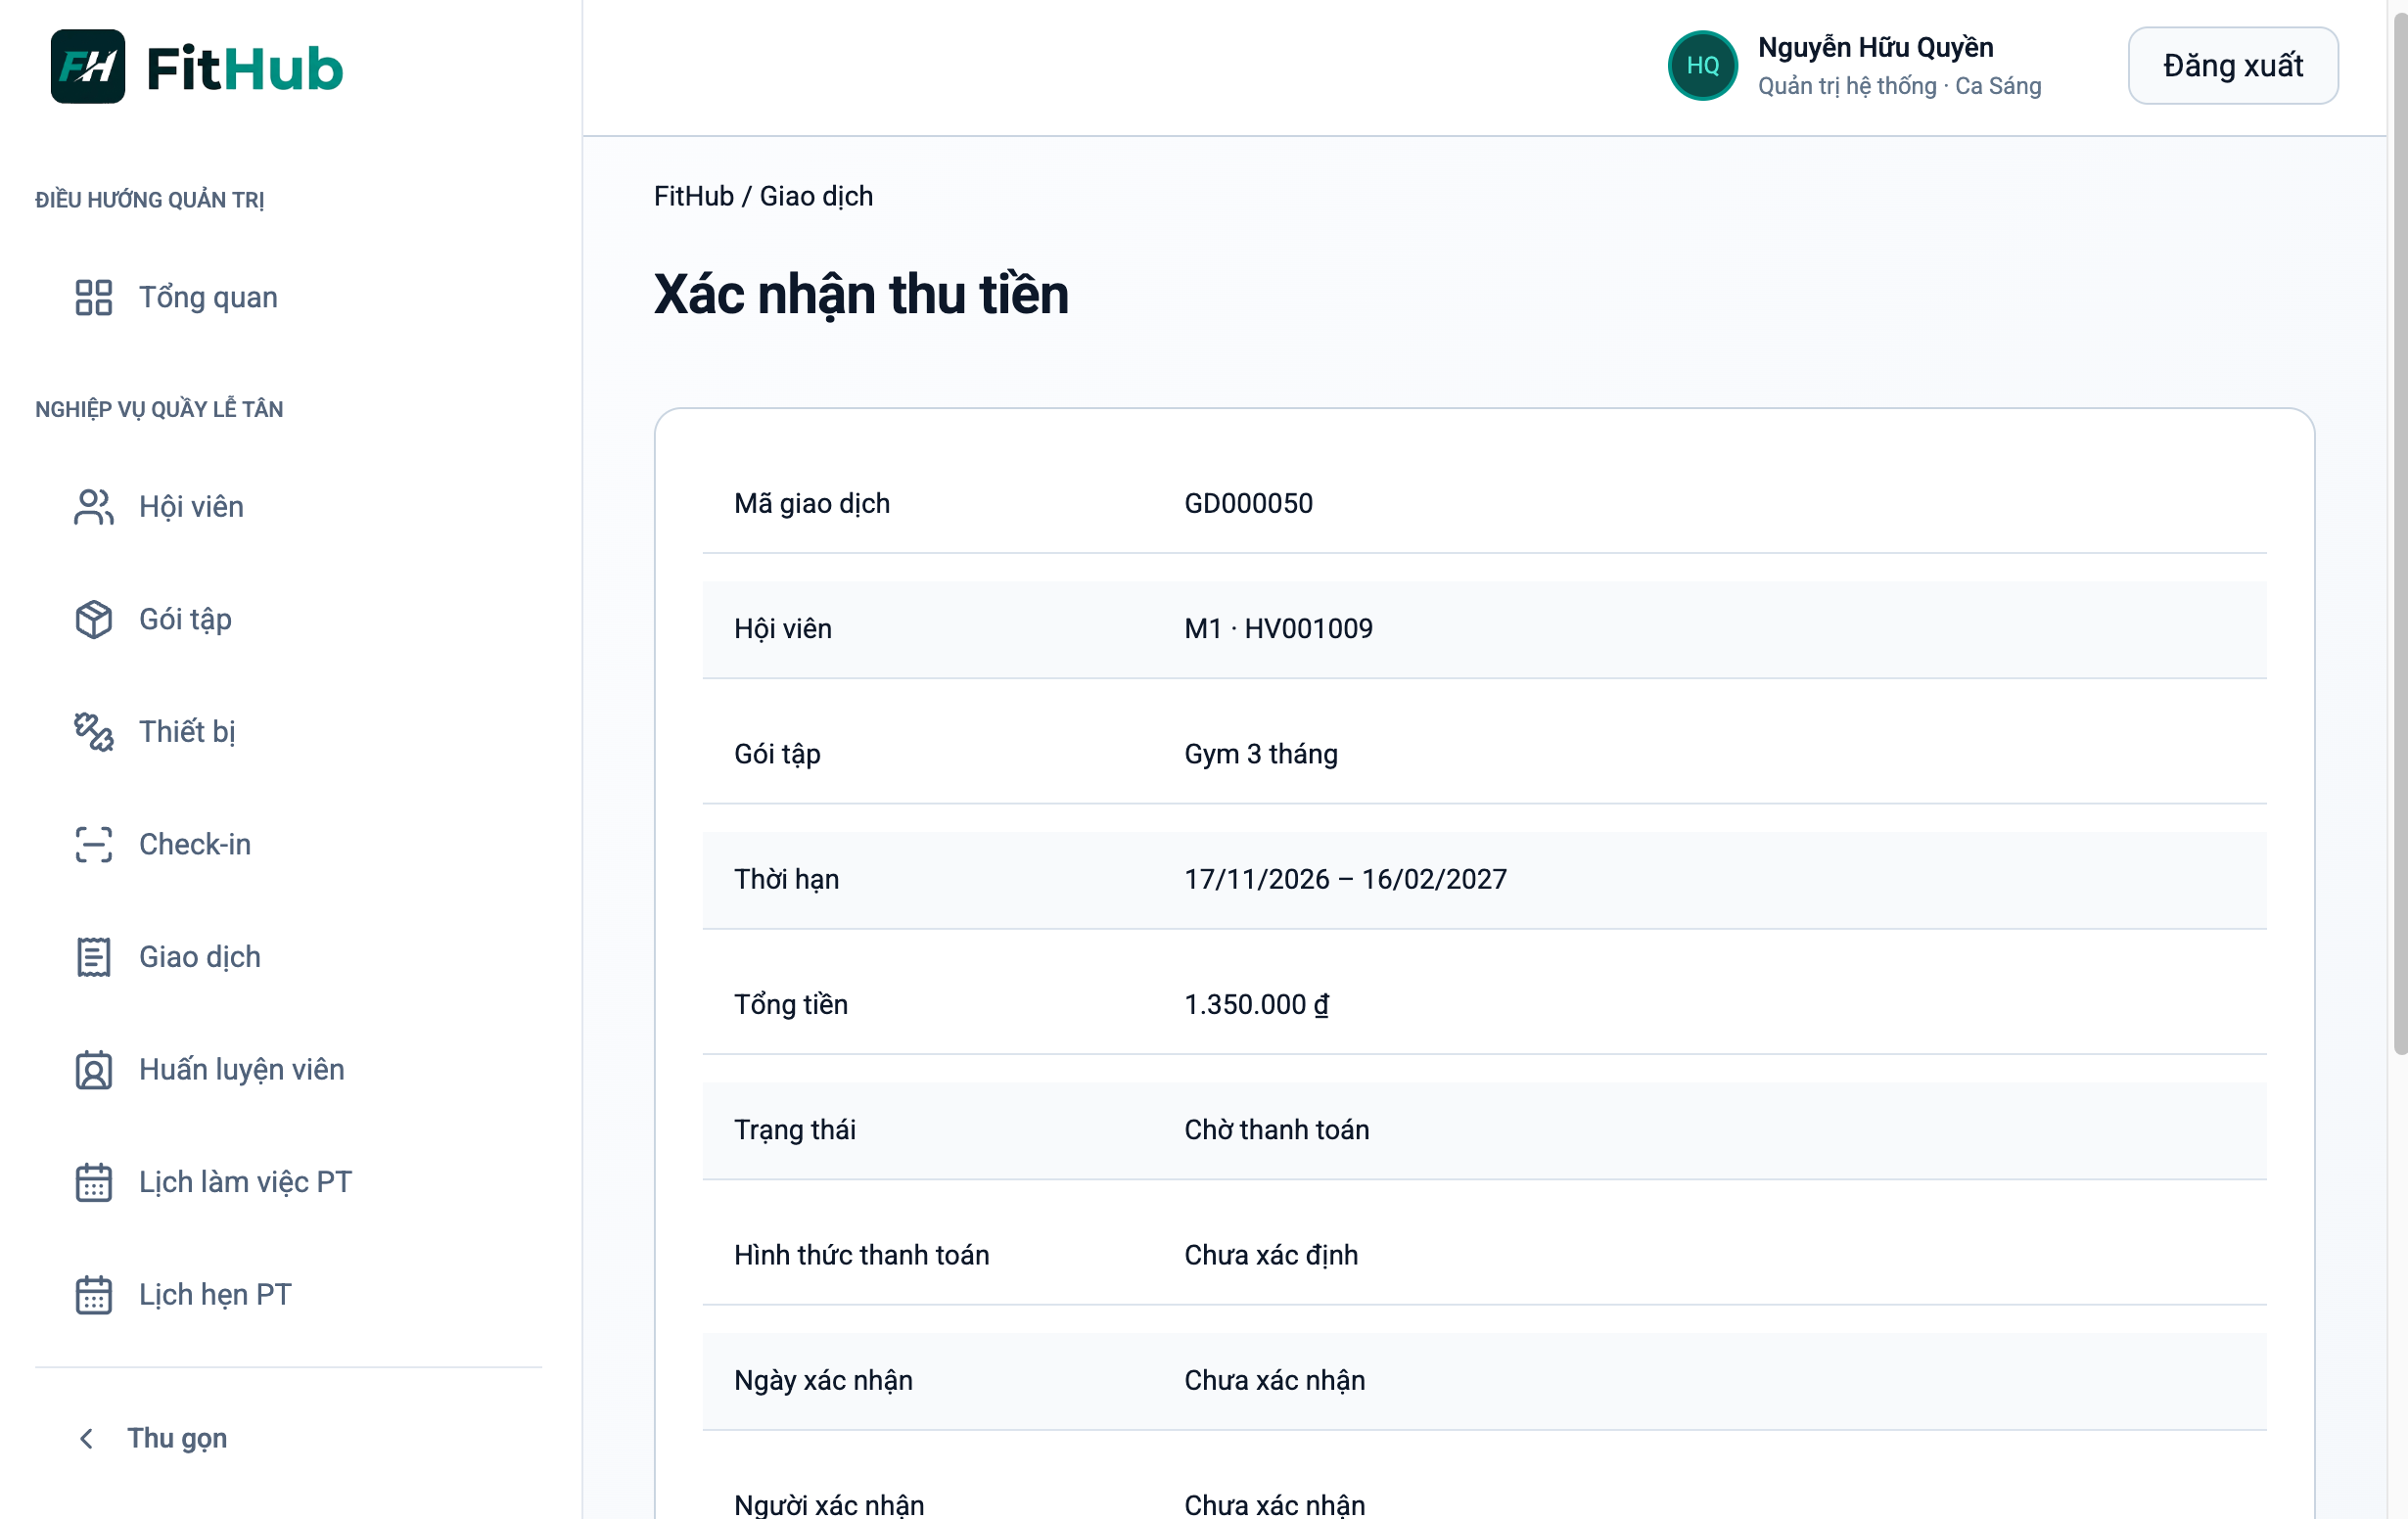 FH FitHub
ĐIỀU HƯỚNG QUẢN TRỊ
Tổng quan
NGHIỆP VỤ QUẦY LỄ TÂN
Hội viên
Gói tập
Thiết bị
Check-in
Giao dịch
Huấn luyện viên
Lịch làm việc PT
Lịch hẹn PT
Thu gọn
HQ
Nguyễn Hữu Quyền
Quản trị hệ thống · Ca Sáng
Đăng xuất
FitHub / Giao dịch
Xác nhận thu tiền
Mã giao dịch GD000050
Hội viên M1 · HV001009
Gói tập Gym 3 tháng
Thời hạn 17/11/2026 – 16/02/2027
Tổng tiền 1.350.000 ₫
Trạng thái Chờ thanh toán
Hình thức thanh toán Chưa xác định
Ngày xác nhận Chưa xác nhận
Người xác nhận Chưa xác nhận